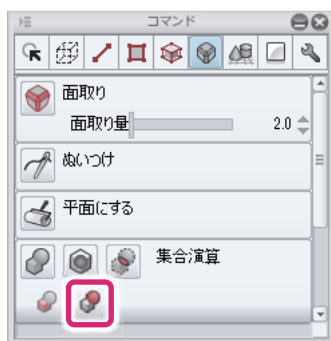 コマンド
面取り
面取り量 2.0
ぬいつけ
平面にする
集合演算